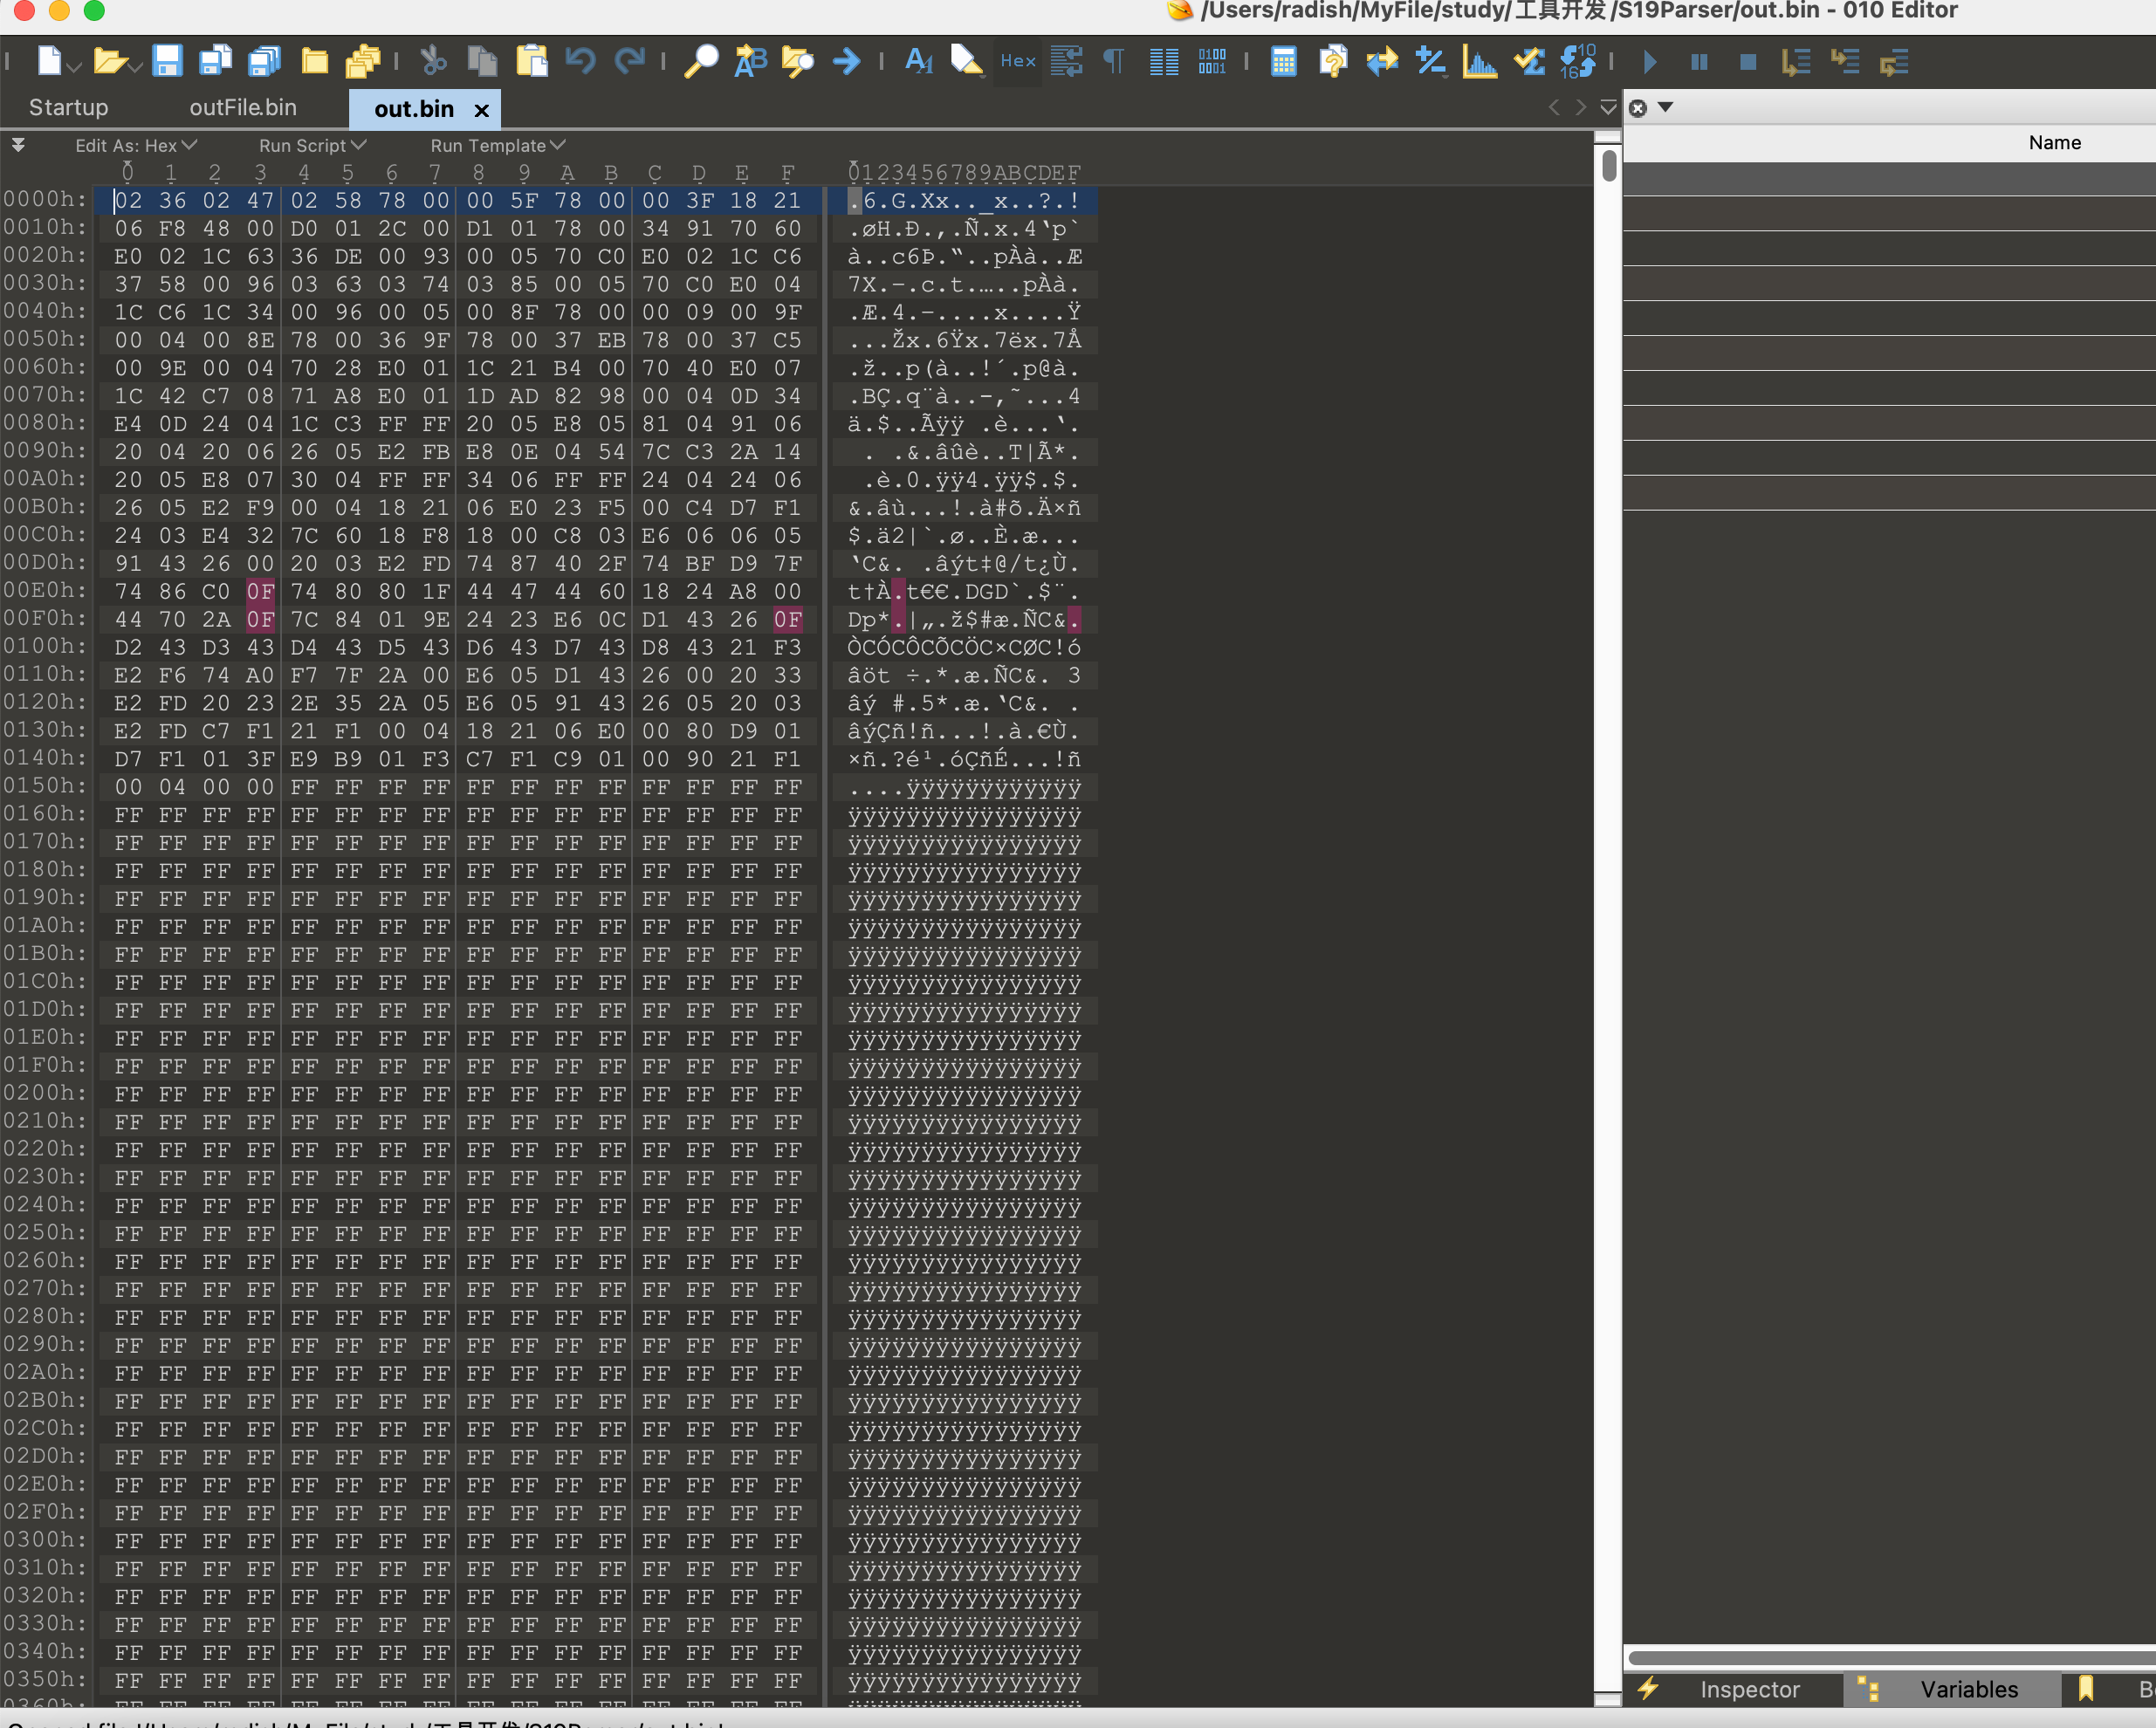 /Users/radish/MyFile/study/工具开发/S19Parser/out.bin - 010 Editor
Hex
Startup outFile.bin out.bin x
Name
Edit As: Hex Run Script Run Template
0 1 2 3 4 5 6 7 8 9 A B C D E F 0123456789ABCDEF
0000h: 02 36 02 47 02 58 78 00 00 5F 78 00 00 3F 18 21 .6.G.Xx.._x..?.!
0010h: 06 F8 48 00 D0 01 2C 00 D1 01 78 00 34 91 70 60 .øH.Ð.,.Ñ.x.4‘p`
0020h: E0 02 1C 63 36 DE 00 93 00 05 70 C0 E0 02 1C C6 à..c6Þ.“..pÀà..Æ
0030h: 37 58 00 96 03 63 03 74 03 85 00 05 70 C0 E0 04 7X.–.c.t.…..pÀà.
0040h: 1C C6 1C 34 00 96 00 05 00 8F 78 00 00 09 00 9F .Æ.4.–....x....Ÿ
0050h: 00 04 00 8E 78 00 36 9F 78 00 37 EB 78 00 37 C5 ...Žx.6Ÿx.7ëx.7Å
0060h: 00 9E 00 04 70 28 E0 01 1C 21 B4 00 70 40 E0 07 .ž..p(à..!´.p@à.
0070h: 1C 42 C7 08 71 A8 E0 01 1D AD 82 98 00 04 0D 34 .BÇ.q¨à..-‚˜...4
0080h: E4 0D 24 04 1C C3 FF FF 20 05 E8 05 81 04 91 06 ä.$..Ãÿÿ .è...‘.
0090h: 20 04 20 06 26 05 E2 FB E8 0E 04 54 7C C3 2A 14 . .&.âûè..T|Ã*.
00A0h: 20 05 E8 07 30 04 FF FF 34 06 FF FF 24 04 24 06 .è.0.ÿÿ4.ÿÿ$.$.
00B0h: 26 05 E2 F9 00 04 18 21 06 E0 23 F5 00 C4 D7 F1 &.âù...!.à#õ.Ä×ñ
00C0h: 24 03 E4 32 7C 60 18 F8 18 00 C8 03 E6 06 06 05 $.ä2|`.ø..È.æ...
00D0h: 91 43 26 00 20 03 E2 FD 74 87 40 2F 74 BF D9 7F ‘C&. .âýt‡@/t¿Ù.
00E0h: 74 86 C0 0F 74 80 80 1F 44 47 44 60 18 24 A8 00 t†À.t€€.DGD`.$¨.
00F0h: 44 70 2A 0F 7C 84 01 9E 24 23 E6 0C D1 43 26 0F Dp*.|„.ž$#æ.ÑC&.
0100h: D2 43 D3 43 D4 43 D5 43 D6 43 D7 43 D8 43 21 F3 ÒCÓCÔCÕCÖC×CØC!ó
0110h: E2 F6 74 A0 F7 7F 2A 00 E6 05 D1 43 26 00 20 33 âöt ÷.*.æ.ÑC&. 3
0120h: E2 FD 20 23 2E 35 2A 05 E6 05 91 43 26 05 20 03 âý #.5*.æ.‘C&. .
0130h: E2 FD C7 F1 21 F1 00 04 18 21 06 E0 00 80 D9 01 âýÇñ!ñ...!.à.€Ù.
0140h: D7 F1 01 3F E9 B9 01 F3 C7 F1 C9 01 00 90 21 F1 ×ñ.?é¹.óÇñÉ...!ñ
0150h: 00 04 00 00 FF FF FF FF FF FF FF FF FF FF FF FF ....ÿÿÿÿÿÿÿÿÿÿÿÿ
0160h: FF FF FF FF FF FF FF FF FF FF FF FF FF FF FF FF ÿÿÿÿÿÿÿÿÿÿÿÿÿÿÿÿ
0170h: FF FF FF FF FF FF FF FF FF FF FF FF FF FF FF FF ÿÿÿÿÿÿÿÿÿÿÿÿÿÿÿÿ
0180h: FF FF FF FF FF FF FF FF FF FF FF FF FF FF FF FF ÿÿÿÿÿÿÿÿÿÿÿÿÿÿÿÿ
0190h: FF FF FF FF FF FF FF FF FF FF FF FF FF FF FF FF ÿÿÿÿÿÿÿÿÿÿÿÿÿÿÿÿ
01A0h: FF FF FF FF FF FF FF FF FF FF FF FF FF FF FF FF ÿÿÿÿÿÿÿÿÿÿÿÿÿÿÿÿ
01B0h: FF FF FF FF FF FF FF FF FF FF FF FF FF FF FF FF ÿÿÿÿÿÿÿÿÿÿÿÿÿÿÿÿ
01C0h: FF FF FF FF FF FF FF FF FF FF FF FF FF FF FF FF ÿÿÿÿÿÿÿÿÿÿÿÿÿÿÿÿ
01D0h: FF FF FF FF FF FF FF FF FF FF FF FF FF FF FF FF ÿÿÿÿÿÿÿÿÿÿÿÿÿÿÿÿ
01E0h: FF FF FF FF FF FF FF FF FF FF FF FF FF FF FF FF ÿÿÿÿÿÿÿÿÿÿÿÿÿÿÿÿ
01F0h: FF FF FF FF FF FF FF FF FF FF FF FF FF FF FF FF ÿÿÿÿÿÿÿÿÿÿÿÿÿÿÿÿ
0200h: FF FF FF FF FF FF FF FF FF FF FF FF FF FF FF FF ÿÿÿÿÿÿÿÿÿÿÿÿÿÿÿÿ
0210h: FF FF FF FF FF FF FF FF FF FF FF FF FF FF FF FF ÿÿÿÿÿÿÿÿÿÿÿÿÿÿÿÿ
0220h: FF FF FF FF FF FF FF FF FF FF FF FF FF FF FF FF ÿÿÿÿÿÿÿÿÿÿÿÿÿÿÿÿ
0230h: FF FF FF FF FF FF FF FF FF FF FF FF FF FF FF FF ÿÿÿÿÿÿÿÿÿÿÿÿÿÿÿÿ
0240h: FF FF FF FF FF FF FF FF FF FF FF FF FF FF FF FF ÿÿÿÿÿÿÿÿÿÿÿÿÿÿÿÿ
0250h: FF FF FF FF FF FF FF FF FF FF FF FF FF FF FF FF ÿÿÿÿÿÿÿÿÿÿÿÿÿÿÿÿ
0260h: FF FF FF FF FF FF FF FF FF FF FF FF FF FF FF FF ÿÿÿÿÿÿÿÿÿÿÿÿÿÿÿÿ
0270h: FF FF FF FF FF FF FF FF FF FF FF FF FF FF FF FF ÿÿÿÿÿÿÿÿÿÿÿÿÿÿÿÿ
0280h: FF FF FF FF FF FF FF FF FF FF FF FF FF FF FF FF ÿÿÿÿÿÿÿÿÿÿÿÿÿÿÿÿ
0290h: FF FF FF FF FF FF FF FF FF FF FF FF FF FF FF FF ÿÿÿÿÿÿÿÿÿÿÿÿÿÿÿÿ
02A0h: FF FF FF FF FF FF FF FF FF FF FF FF FF FF FF FF ÿÿÿÿÿÿÿÿÿÿÿÿÿÿÿÿ
02B0h: FF FF FF FF FF FF FF FF FF FF FF FF FF FF FF FF ÿÿÿÿÿÿÿÿÿÿÿÿÿÿÿÿ
02C0h: FF FF FF FF FF FF FF FF FF FF FF FF FF FF FF FF ÿÿÿÿÿÿÿÿÿÿÿÿÿÿÿÿ
02D0h: FF FF FF FF FF FF FF FF FF FF FF FF FF FF FF FF ÿÿÿÿÿÿÿÿÿÿÿÿÿÿÿÿ
02E0h: FF FF FF FF FF FF FF FF FF FF FF FF FF FF FF FF ÿÿÿÿÿÿÿÿÿÿÿÿÿÿÿÿ
02F0h: FF FF FF FF FF FF FF FF FF FF FF FF FF FF FF FF ÿÿÿÿÿÿÿÿÿÿÿÿÿÿÿÿ
0300h: FF FF FF FF FF FF FF FF FF FF FF FF FF FF FF FF ÿÿÿÿÿÿÿÿÿÿÿÿÿÿÿÿ
0310h: FF FF FF FF FF FF FF FF FF FF FF FF FF FF FF FF ÿÿÿÿÿÿÿÿÿÿÿÿÿÿÿÿ
0320h: FF FF FF FF FF FF FF FF FF FF FF FF FF FF FF FF ÿÿÿÿÿÿÿÿÿÿÿÿÿÿÿÿ
0330h: FF FF FF FF FF FF FF FF FF FF FF FF FF FF FF FF ÿÿÿÿÿÿÿÿÿÿÿÿÿÿÿÿ
0340h: FF FF FF FF FF FF FF FF FF FF FF FF FF FF FF FF ÿÿÿÿÿÿÿÿÿÿÿÿÿÿÿÿ
0350h: FF FF FF FF FF FF FF FF FF FF FF FF FF FF FF FF ÿÿÿÿÿÿÿÿÿÿÿÿÿÿÿÿ
0360h: FF FF FF FF FF FF FF FF FF FF FF FF FF FF FF FF
Inspector Variables